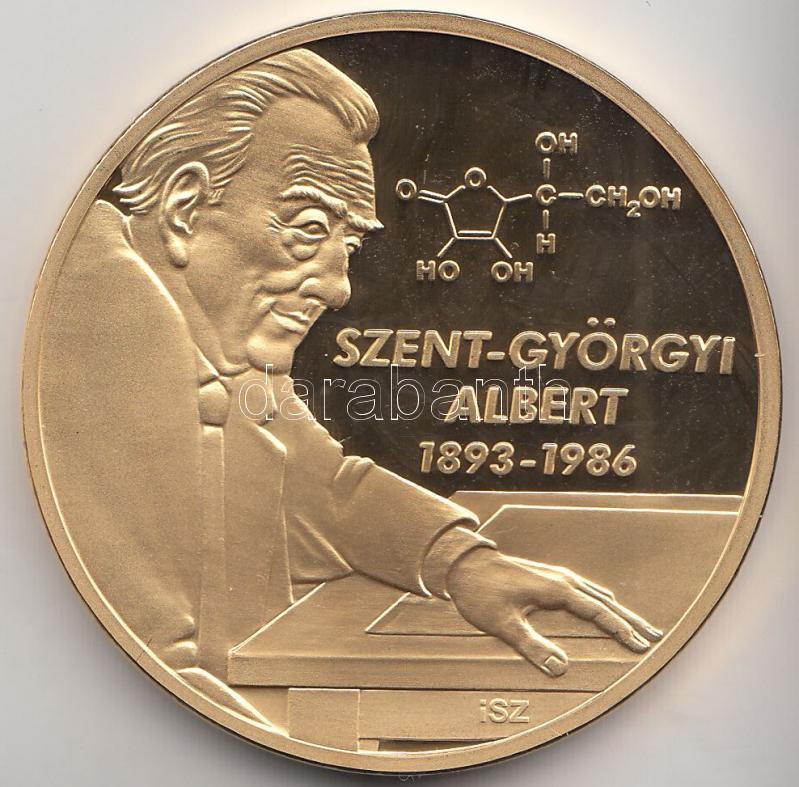 OH
O O C CH₂OH
H
HO OH
SZENT-GYÖRGYI
ALBERT
darabanth
1893-1986
iSZ